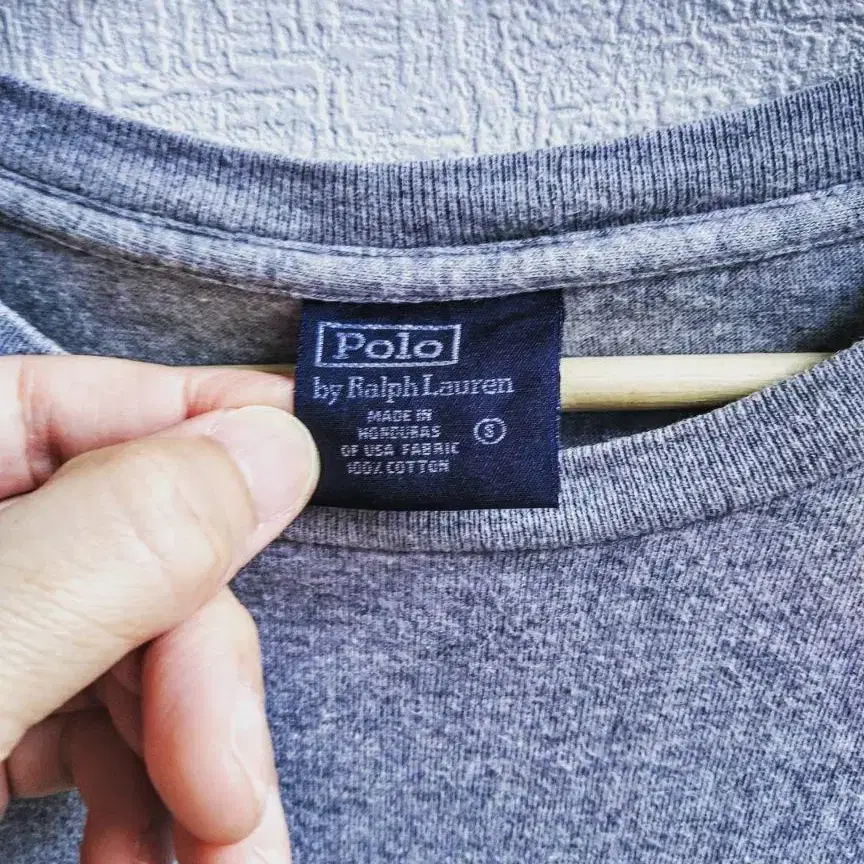 Polo
by Ralph Lauren
MADE IN
HONDURAS
OF USA FABRIC
100% COTTON
S